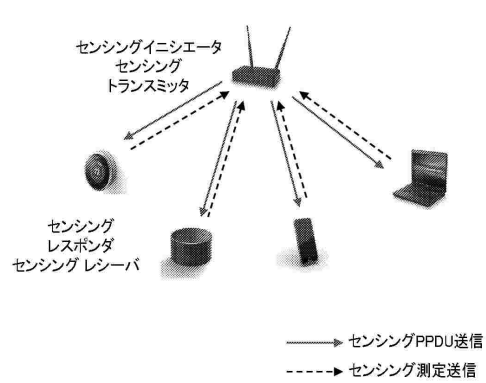 センシングイニシエータ
センシング
トランスミッタ
センシング
レスポンダ
センシング レシーバ
センシングPPDU送信
センシング測定送信